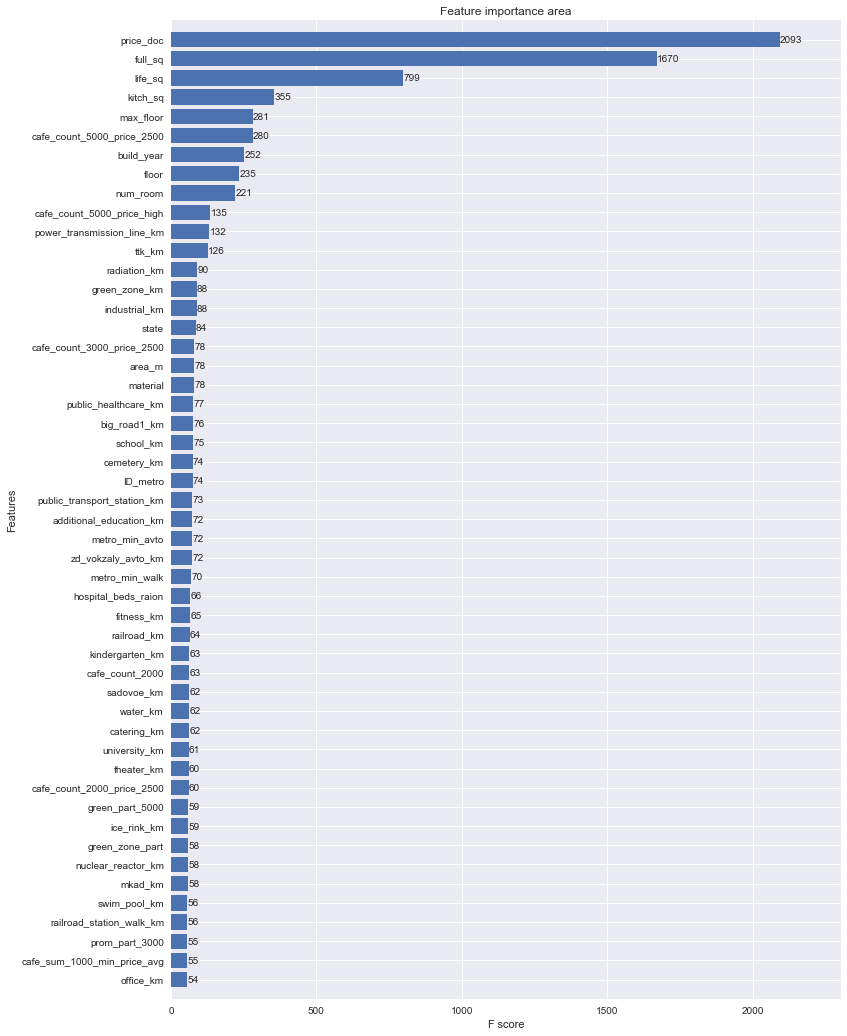 Feature importance area
price_doc 2093
full_sq 1670
life_sq 799
kitch_sq 355
max_floor 281
cafe_count_5000_price_2500 280
build_year 252
floor 235
num_room 221
cafe_count_5000_price_high 135
power_transmission_line_km 132
ttk_km 126
radiation_km 90
green_zone_km 88
industrial_km 88
state 84
cafe_count_3000_price_2500 78
area_m 78
material 78
public_healthcare_km 77
big_road1_km 76
school_km 75
cemetery_km 74
ID_metro 74
public_transport_station_km 73
additional_education_km 72
metro_min_avto 72
zd_vokzaly_avto_km 72
metro_min_walk 70
hospital_beds_raion 66
fitness_km 65
railroad_km 64
kindergarten_km 63
cafe_count_2000 63
sadovoe_km 62
water_km 62
catering_km 62
university_km 61
theater_km 60
cafe_count_2000_price_2500 60
green_part_5000 59
ice_rink_km 59
green_zone_part 58
nuclear_reactor_km 58
mkad_km 58
swim_pool_km 56
railroad_station_walk_km 56
prom_part_3000 55
cafe_sum_1000_min_price_avg 55
office_km 54
Features
0 500 1000 1500 2000
F score